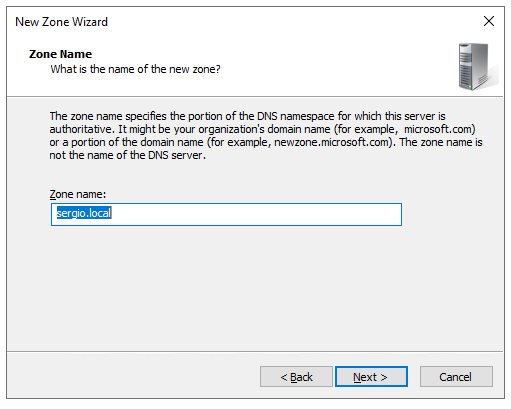 New Zone Wizard
Zone Name
What is the name of the new zone?
The zone name specifies the portion of the DNS namespace for which this server is
authoritative. It might be your organization's domain name (for example, microsoft.com)
or a portion of the domain name (for example, newzone.microsoft.com). The zone name is
not the name of the DNS server.
Zone name:
sergio.local
< Back
Next >
Cancel